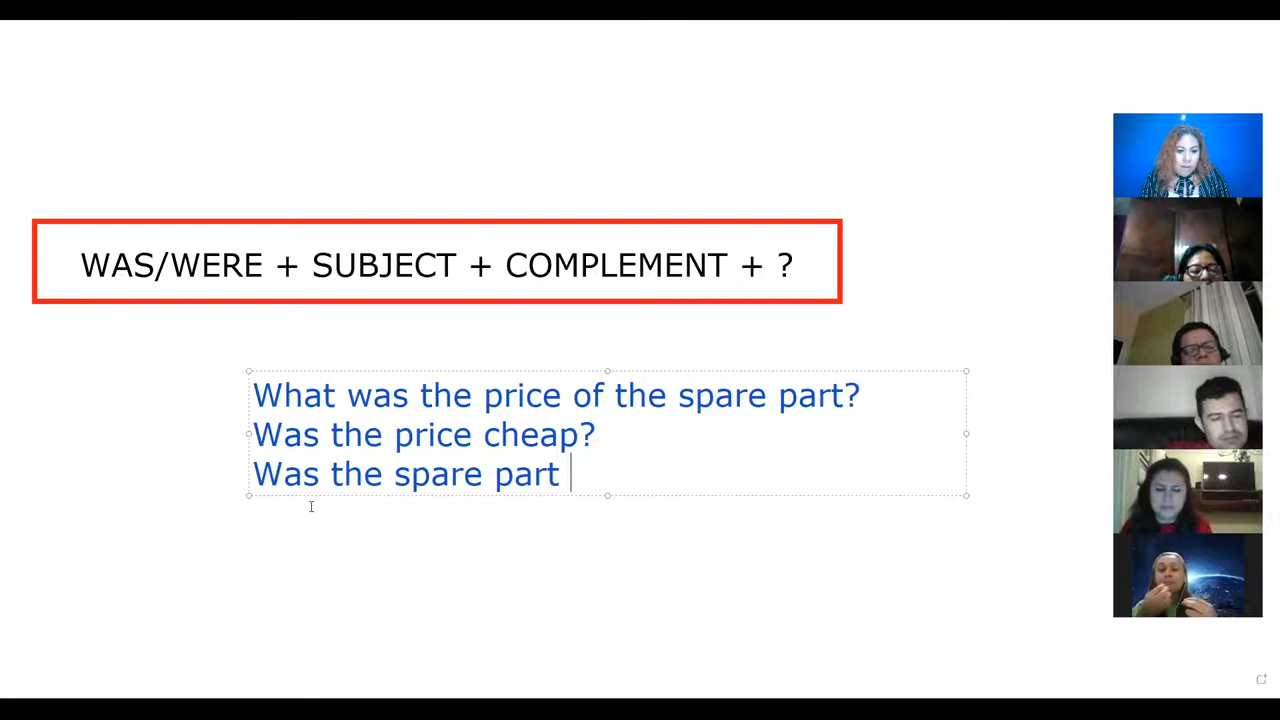 WAS/WERE + SUBJECT + COMPLEMENT + ?
What was the price of the spare part?
Was the price cheap?
Was the spare part